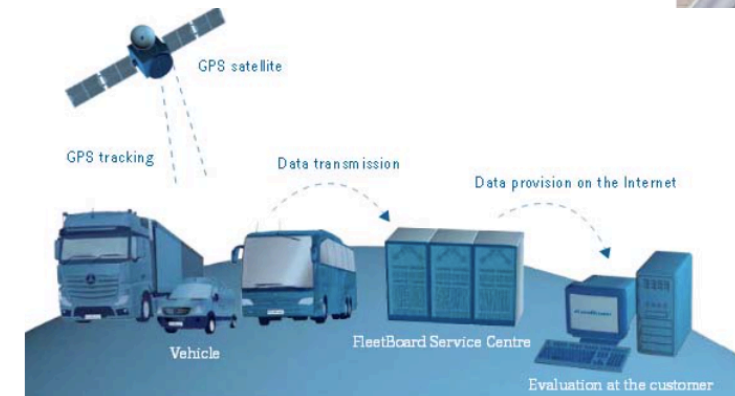 GPS satellite
GPS tracking
Data transmission
Data provision on the Internet
Vehicle
FleetBoard Service Centre
Evaluation at the customer